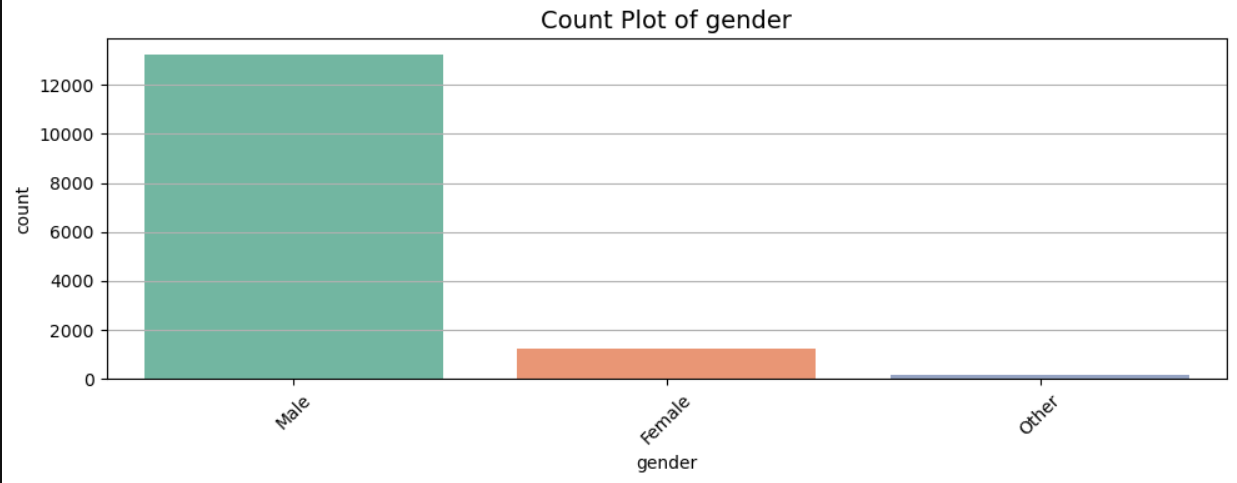 Count Plot of gender
12000
10000
8000
6000
4000
2000
0
count
Male
Female
Other
gender